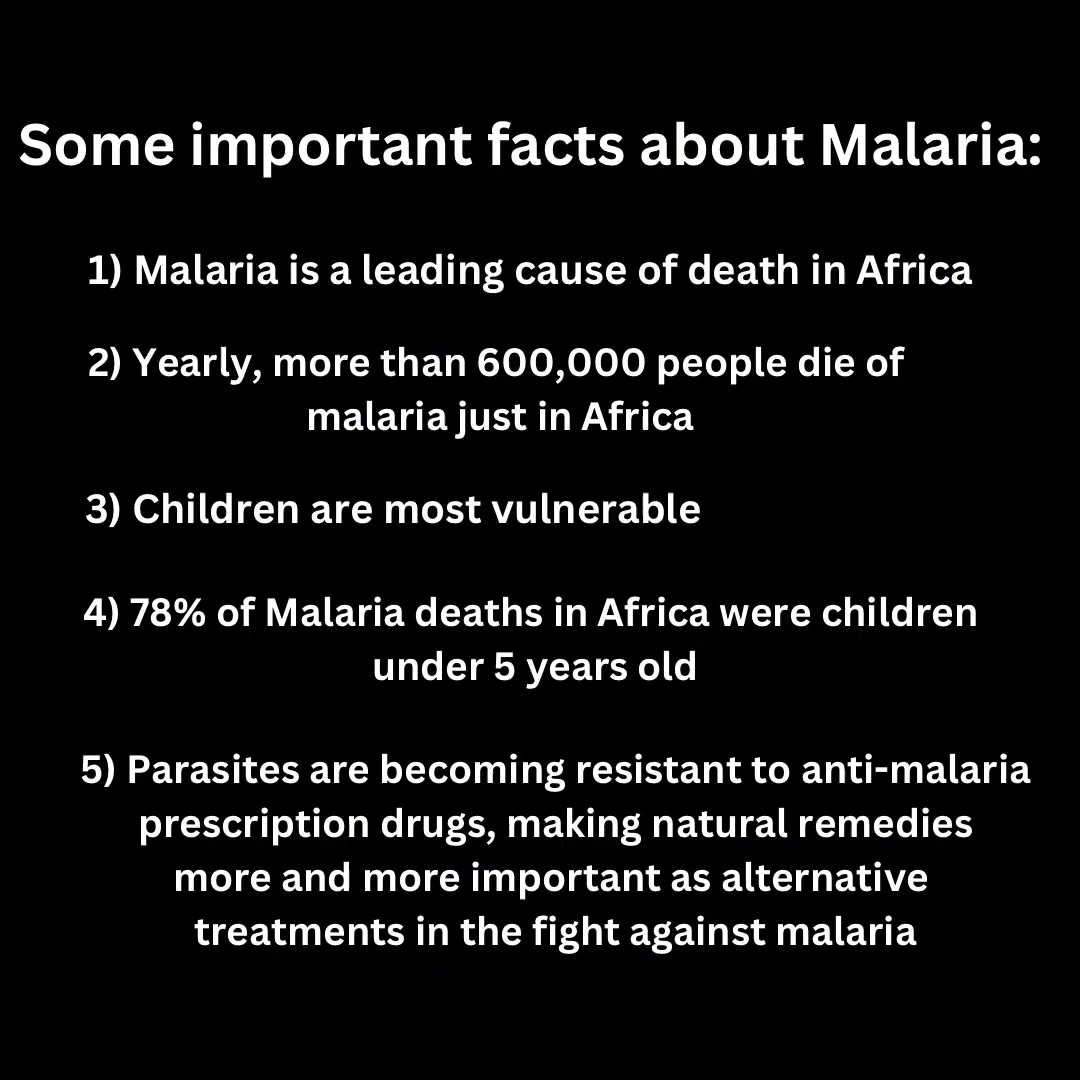 Some important facts about Malaria:
1) Malaria is a leading cause of death in Africa
2) Yearly, more than 600,000 people die of
malaria just in Africa
3) Children are most vulnerable
4) 78% of Malaria deaths in Africa were children
under 5 years old
5) Parasites are becoming resistant to anti-malaria
prescription drugs, making natural remedies
more and more important as alternative
treatments in the fight against malaria